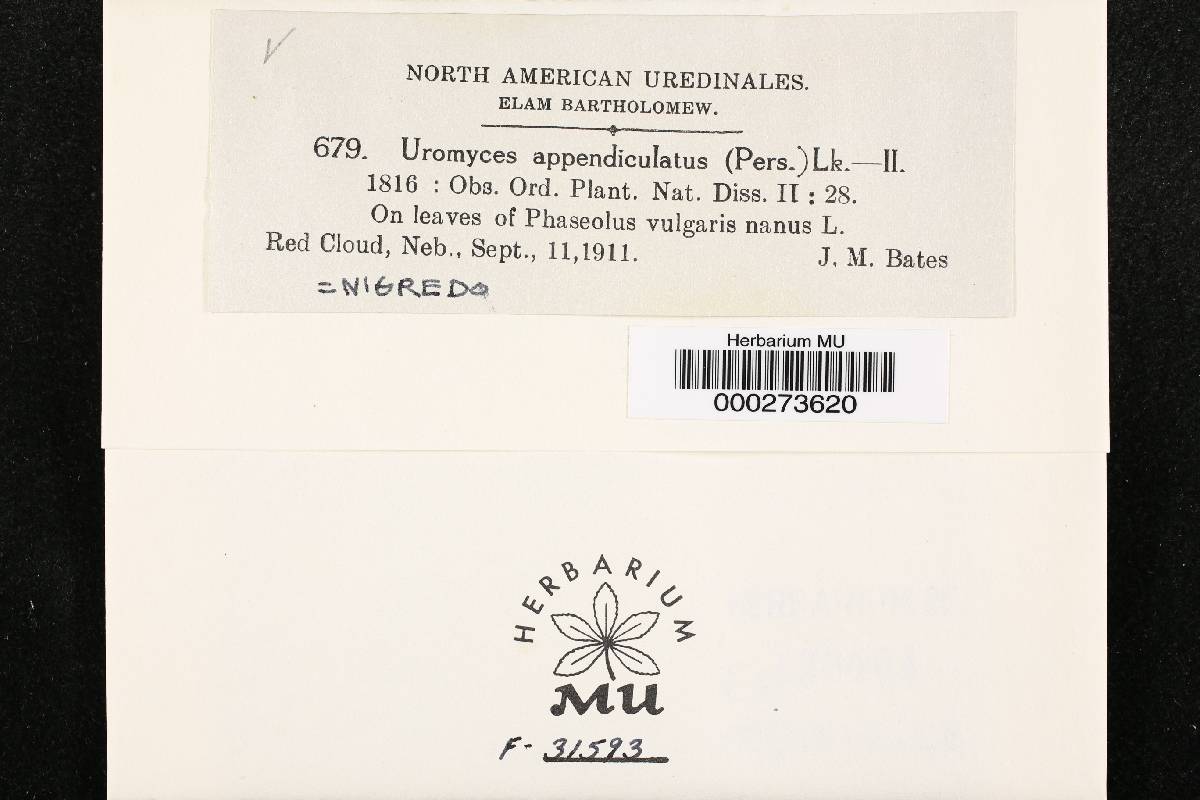 NORTH AMERICAN UREDINALES.
ELAM BARTHOLOMEW.
679. Uromyces appendiculatus (Pers.) Lk.—II.
1816 : Obs. Ord. Plant. Nat. Diss. II : 28.
On leaves of Phaseolus vulgaris nanus L.
Red Cloud, Neb., Sept., 11,1911. J. M. Bates
= NIGREDO
Herbarium MU
000273620
HERBARIUM
MU
F- 31593